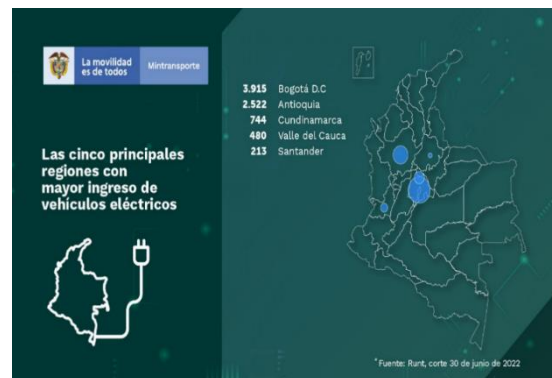 La movilidad
es de todos
Mintransporte
Las cinco principales
regiones con
mayor ingreso de
vehículos eléctricos
3.915 Bogotá D.C
2.522 Antioquia
744 Cundinamarca
480 Valle del Cauca
213 Santander
*Fuente: Runt, corte 30 de junio de 2022